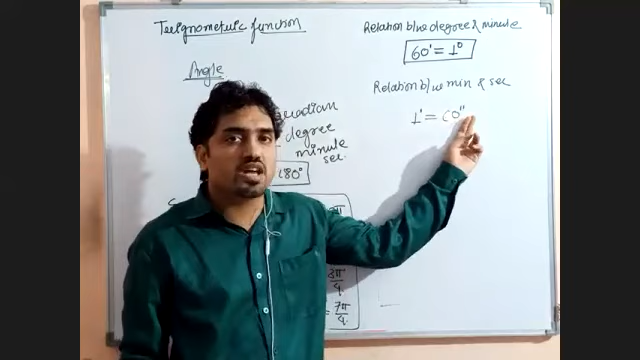 Terignometric function
Angle
radian
degree
minute
sec.
180°
3π
4
= 7π
4
Relation b/w degree & minute
60' = 1°
Relation b/w min & sec
1' = 60"